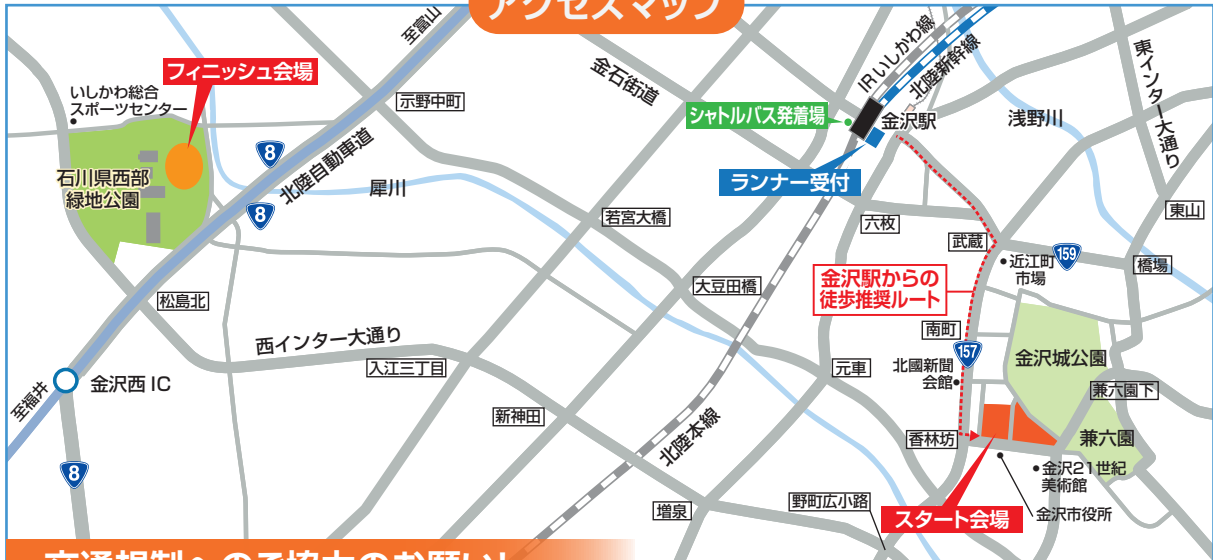 アクセスマップ
至富山
フィニッシュ会場
いしかわ総合
スポーツセンター
示野中町
金石街道
IRいしかわ線
北陸新幹線
東インター大通り
シャトルバス発着場
金沢駅
浅野川
8
北陸自動車道
石川県西部
緑地公園
犀川
ランナー受付
8
若宮大橋
六枚
東山
武蔵
近江町
市場
159
橋場
金沢駅からの
徒歩推奨ルート
大豆田橋
松島北
南町
西インター大通り
157
金沢城公園
入江三丁目
元車
北國新聞
会館
金沢西 IC
至福井
兼六園下
新神田
北陸本線
香林坊
兼六園
8
金沢21世紀
美術館
野町広小路
増泉
スタート会場
金沢市役所